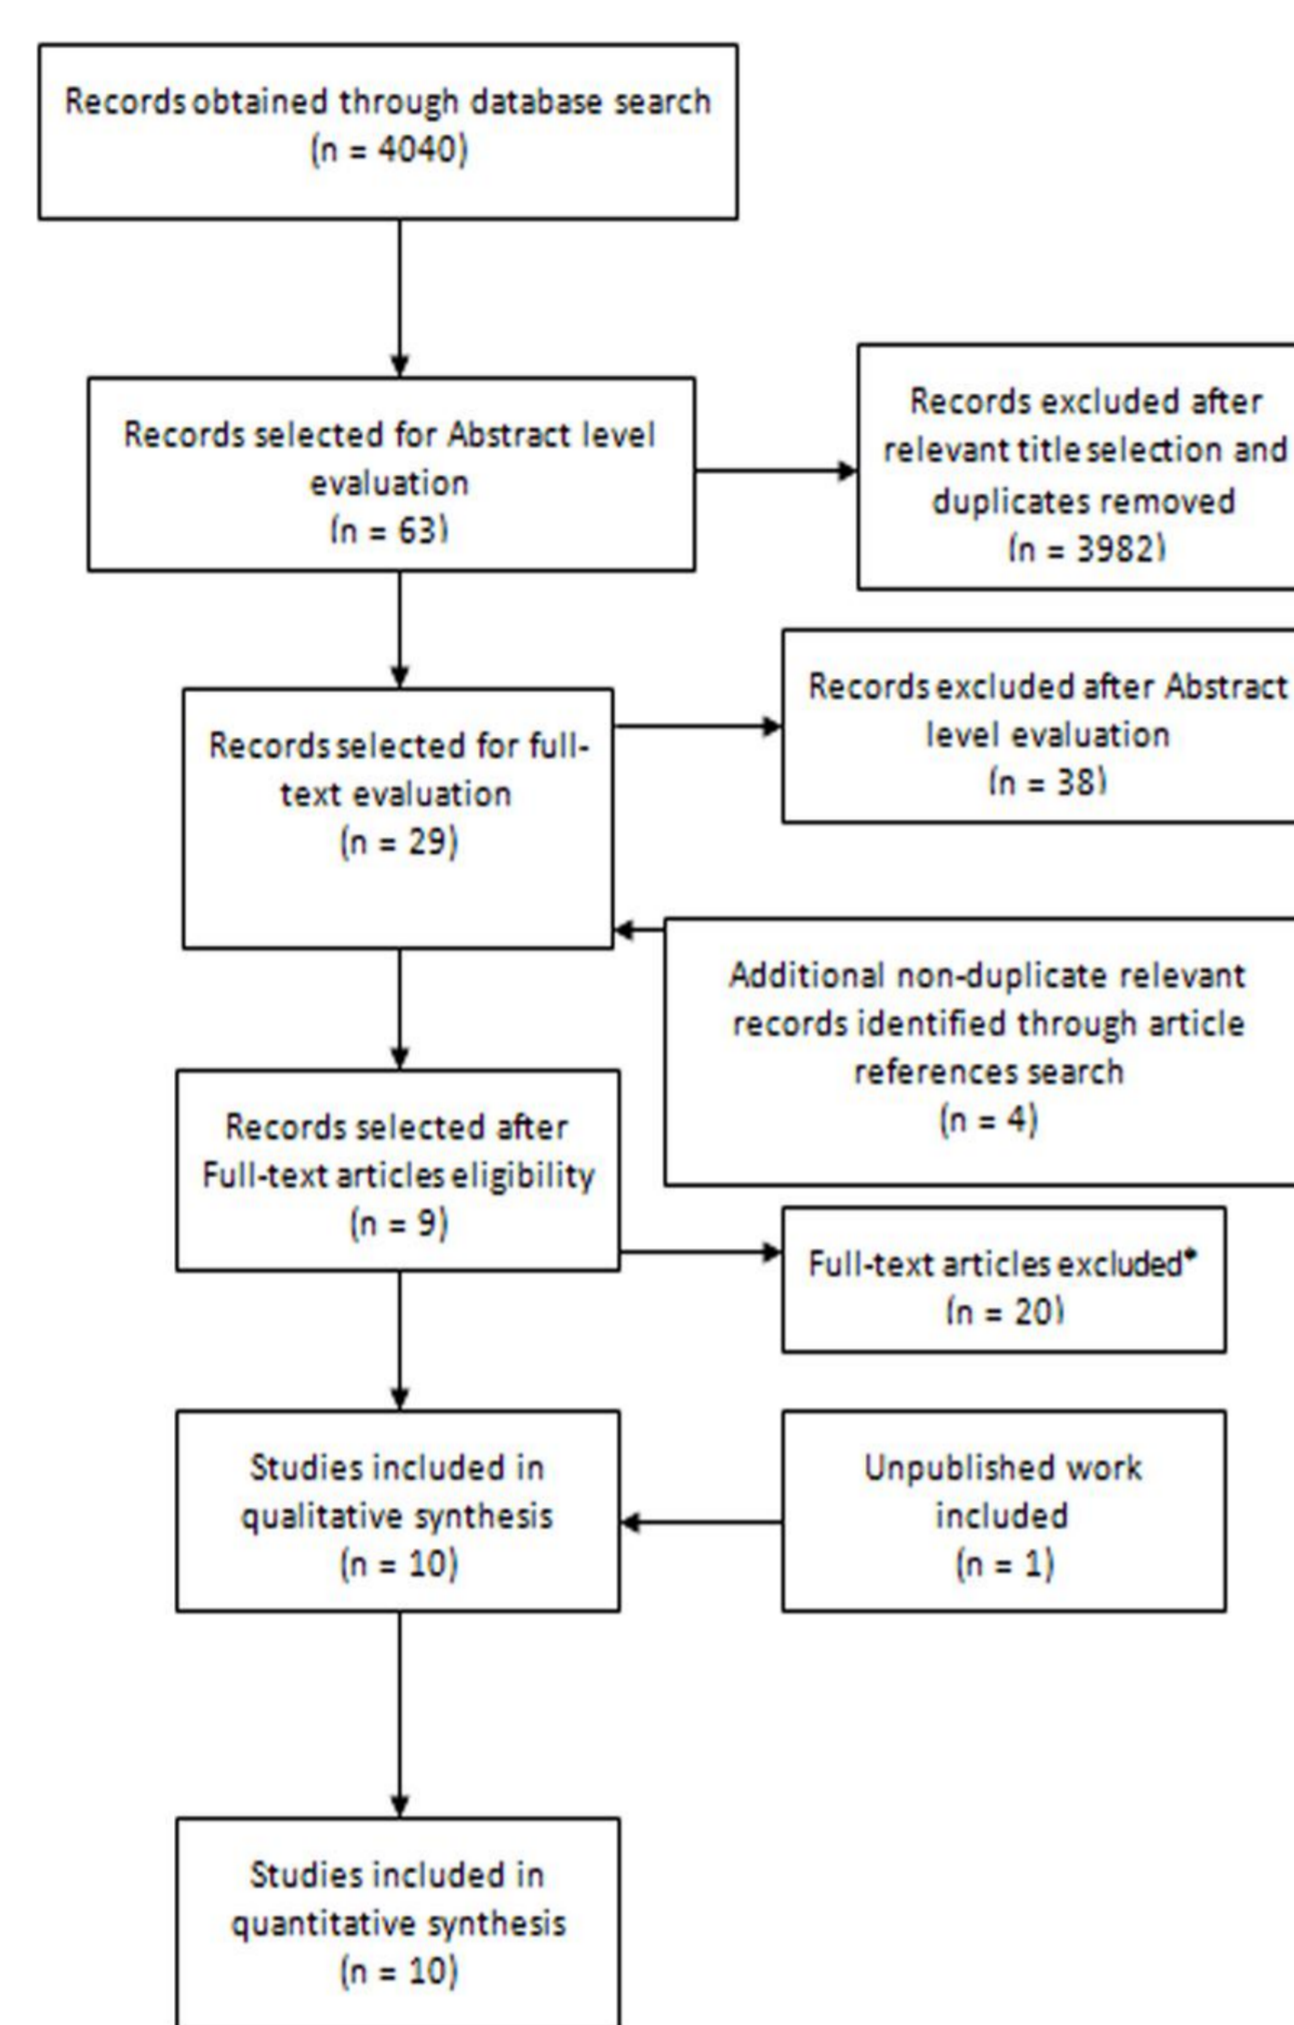 Records obtained through database search
(n = 4040)
Records selected for Abstract level
evaluation
(n = 63)
Records excluded after
relevant title selection and
duplicates removed
(n = 3982)
Records selected for full-
text evaluation
(n = 29)
Records excluded after Abstract
level evaluation
(n = 38)
Additional non-duplicate relevant
records identified through article
references search
(n = 4)
Records selected after
Full-text articles eligibility
(n = 9)
Full-text articles excluded*
(n = 20)
Studies included in
qualitative synthesis
(n = 10)
Unpublished work
included
(n = 1)
Studies included in
quantitative synthesis
(n = 10)